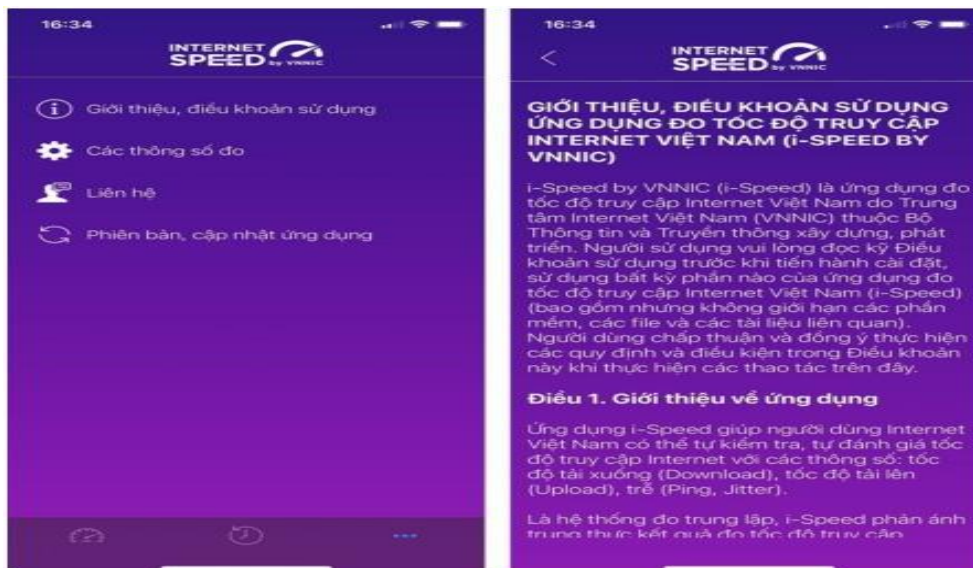 16:34
INTERNET
SPEED by VNNIC
Giới thiệu, điều khoản sử dụng
Các thông số đo
Liên hệ
Phiên bản, cập nhật ứng dụng
16:34
INTERNET
SPEED by VNNIC
GIỚI THIỆU, ĐIỀU KHOẢN SỬ DỤNG
ỨNG DỤNG ĐO TỐC ĐỘ TRUY CẬP
INTERNET VIỆT NAM (i-SPEED BY
VNNIC)
i-Speed by VNNIC (i-Speed) là ứng dụng đo
tốc độ truy cập Internet Việt Nam do Trung
tâm Internet Việt Nam (VNNIC) thuộc Bộ
Thông tin và Truyền thông xây dựng, phát
triển. Người sử dụng vui lòng đọc kỹ Điều
khoản sử dụng trước khi tiến hành cài đặt,
sử dụng bất kỳ phần nào của ứng dụng đo
tốc độ truy cập Internet Việt Nam (i-Speed)
(bao gồm nhưng không giới hạn các phần
mềm, các file và các tài liệu liên quan).
Người dùng chấp thuận và đồng ý thực hiện
các quy định và điều kiện trong Điều khoản
này khi thực hiện các thao tác trên đây.
Điều 1. Giới thiệu về ứng dụng
Ứng dụng i-Speed giúp người dùng Internet
Việt Nam có thể tự kiểm tra, tự đánh giá tốc
độ truy cập Internet với các thông số: tốc
độ tải xuống (Download), tốc độ tải lên
(Upload), trễ (Ping, Jitter).
Là hệ thống đo trung lập, i-Speed phản ánh
trung thực kết quả đo tốc độ truy cập